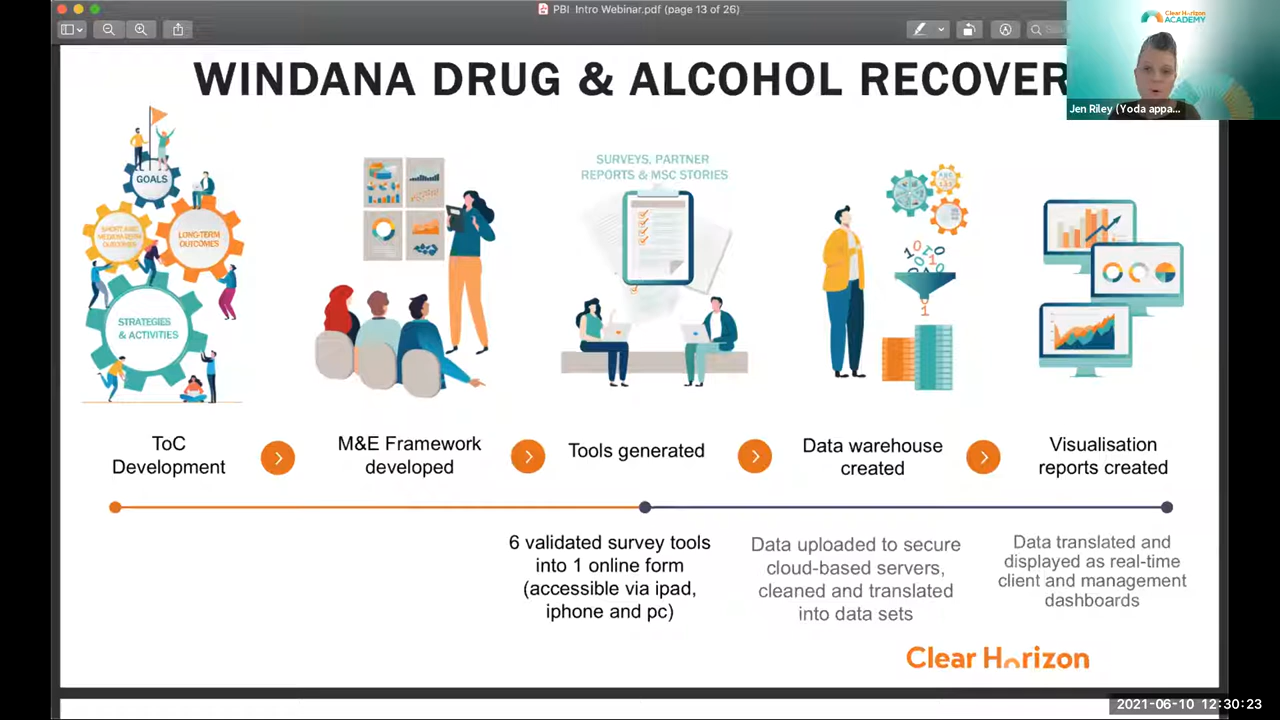 PBI Intro Webinar.pdf (page 13 of 26)
Clear Horizon
ACADEMY
Jen Riley (Yoda appa...
WINDANA DRUG & ALCOHOL RECOVER
GOALS
SHORT AND
MEDIUM-TERM
OUTCOMES
LONG-TERM
OUTCOMES
STRATEGIES
& ACTIVITIES
SURVEYS, PARTNER
REPORTS & MSC STORIES
ToC
Development
M&E Framework
developed
Tools generated
Data warehouse
created
Visualisation
reports created
6 validated survey tools
into 1 online form
(accessible via ipad,
iphone and pc)
Data uploaded to secure
cloud-based servers,
cleaned and translated
into data sets
Data translated and
displayed as real-time
client and management
dashboards
Clear Horizon
2021-06-10 12:30:23